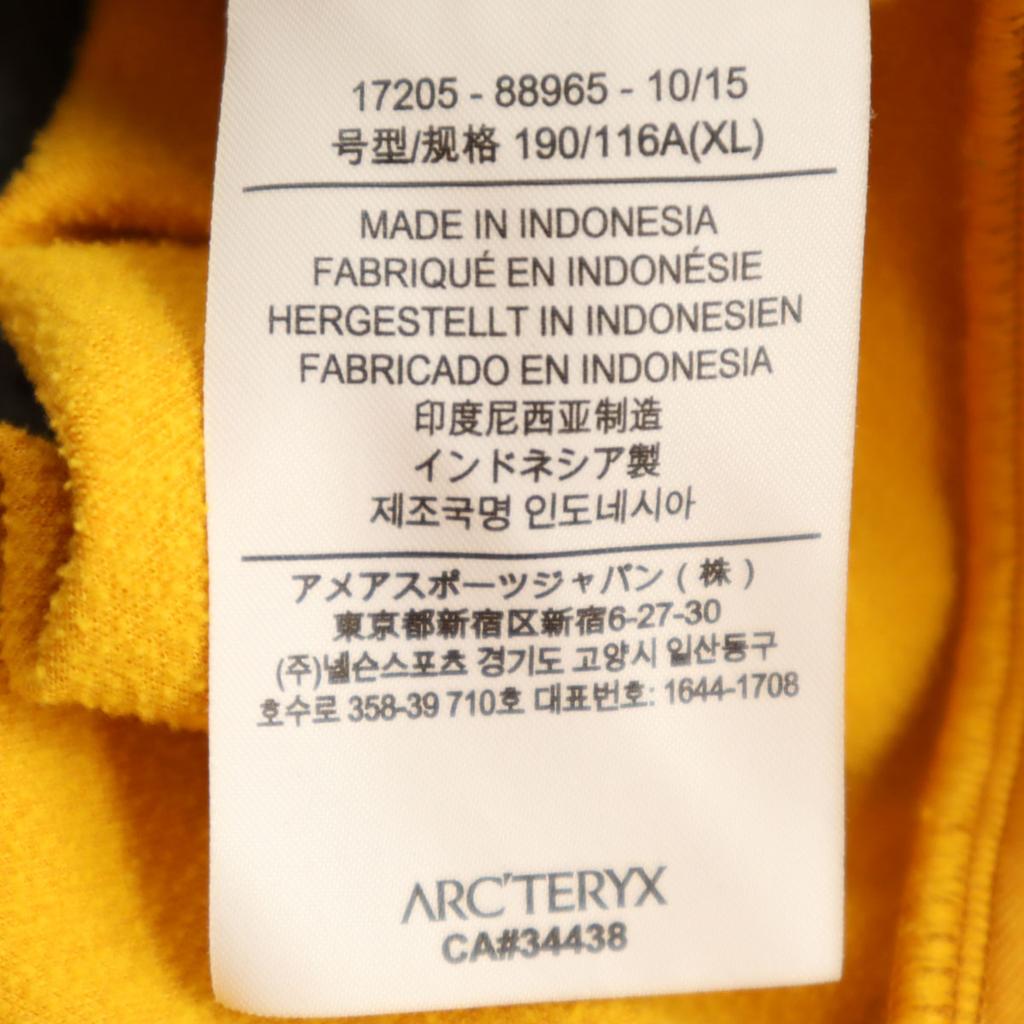 17205 - 88965 - 10/15
号型/规格 190/116A(XL)
MADE IN INDONESIA
FABRIQUÉ EN INDONÉSIE
HERGESTELLT IN INDONESIEN
FABRICADO EN INDONESIA
印度尼西亚制造
インドネシア製
제조국명 인도네시아
アメアスポーツジャパン（株）
東京都新宿区新宿6-27-30
(주)넬슨스포츠 경기도 고양시 일산동구
호수로 358-39 710호 대표번호: 1644-1708
ARC'TERYX
CA#34438